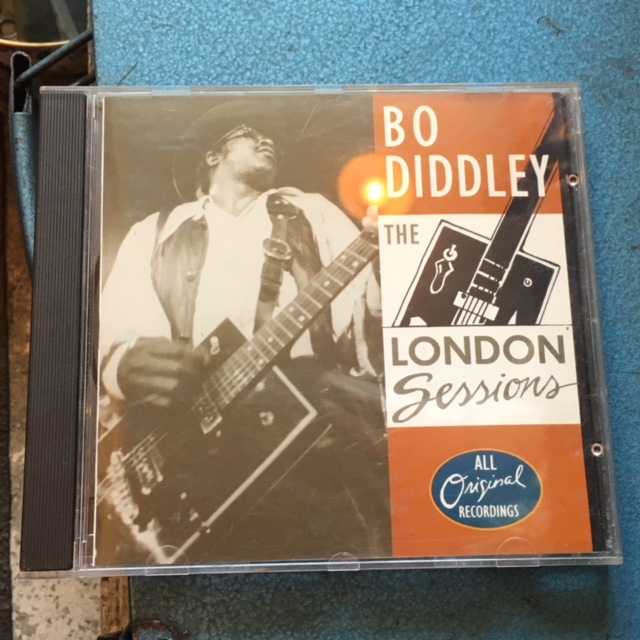 BO
DIDDLEY
THE
LONDON
Sessions
ALL
Original
RECORDINGS